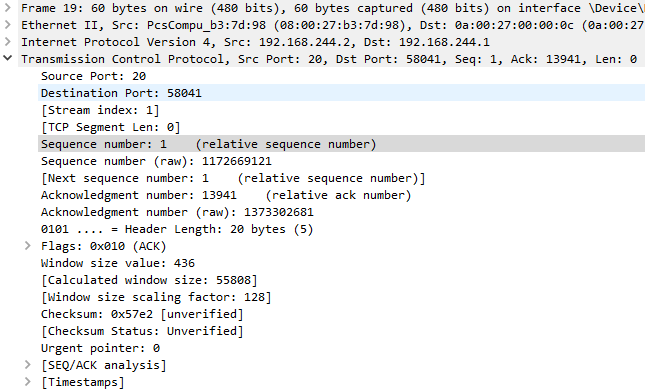 Frame 19: 60 bytes on wire (480 bits), 60 bytes captured (480 bits) on interface \Device\
Ethernet II, Src: PcsCompu_b3:7d:98 (08:00:27:b3:7d:98), Dst: 0a:00:27:00:00:0c (0a:00:27
Internet Protocol Version 4, Src: 192.168.244.2, Dst: 192.168.244.1
Transmission Control Protocol, Src Port: 20, Dst Port: 58041, Seq: 1, Ack: 13941, Len: 0
Source Port: 20
Destination Port: 58041
[Stream index: 1]
[TCP Segment Len: 0]
Sequence number: 1    (relative sequence number)
Sequence number (raw): 1172669121
[Next sequence number: 1    (relative sequence number)]
Acknowledgment number: 13941    (relative ack number)
Acknowledgment number (raw): 1373302681
0101 .... = Header Length: 20 bytes (5)
Flags: 0x010 (ACK)
Window size value: 436
[Calculated window size: 55808]
[Window size scaling factor: 128]
Checksum: 0x57e2 [unverified]
[Checksum Status: Unverified]
Urgent pointer: 0
[SEQ/ACK analysis]
[Timestamps]